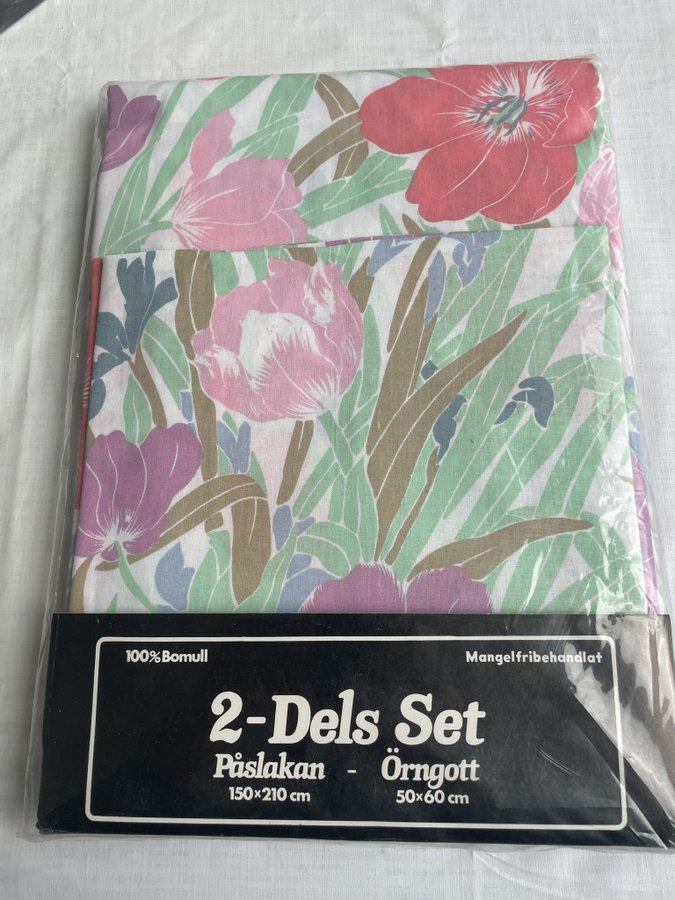 100% Bomull
Mangelfribehandlat
2-Dels Set
Påslakan - Örngott
150×210 cm 50×60 cm